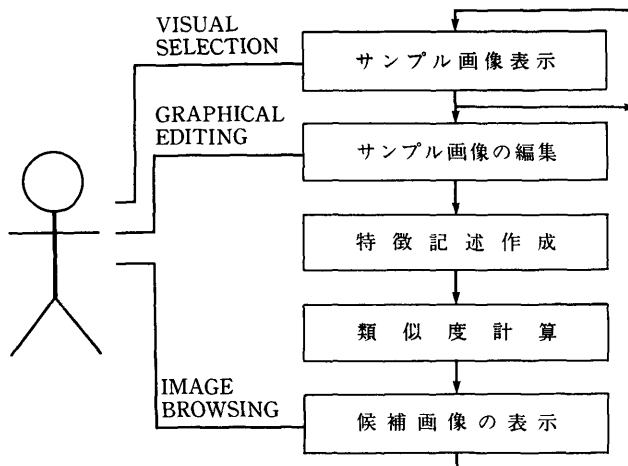 VISUAL
SELECTION
サンプル画像表示
GRAPHICAL
EDITING
サンプル画像の編集
特徴記述作成
類似度計算
IMAGE
BROWSING
候補画像の表示